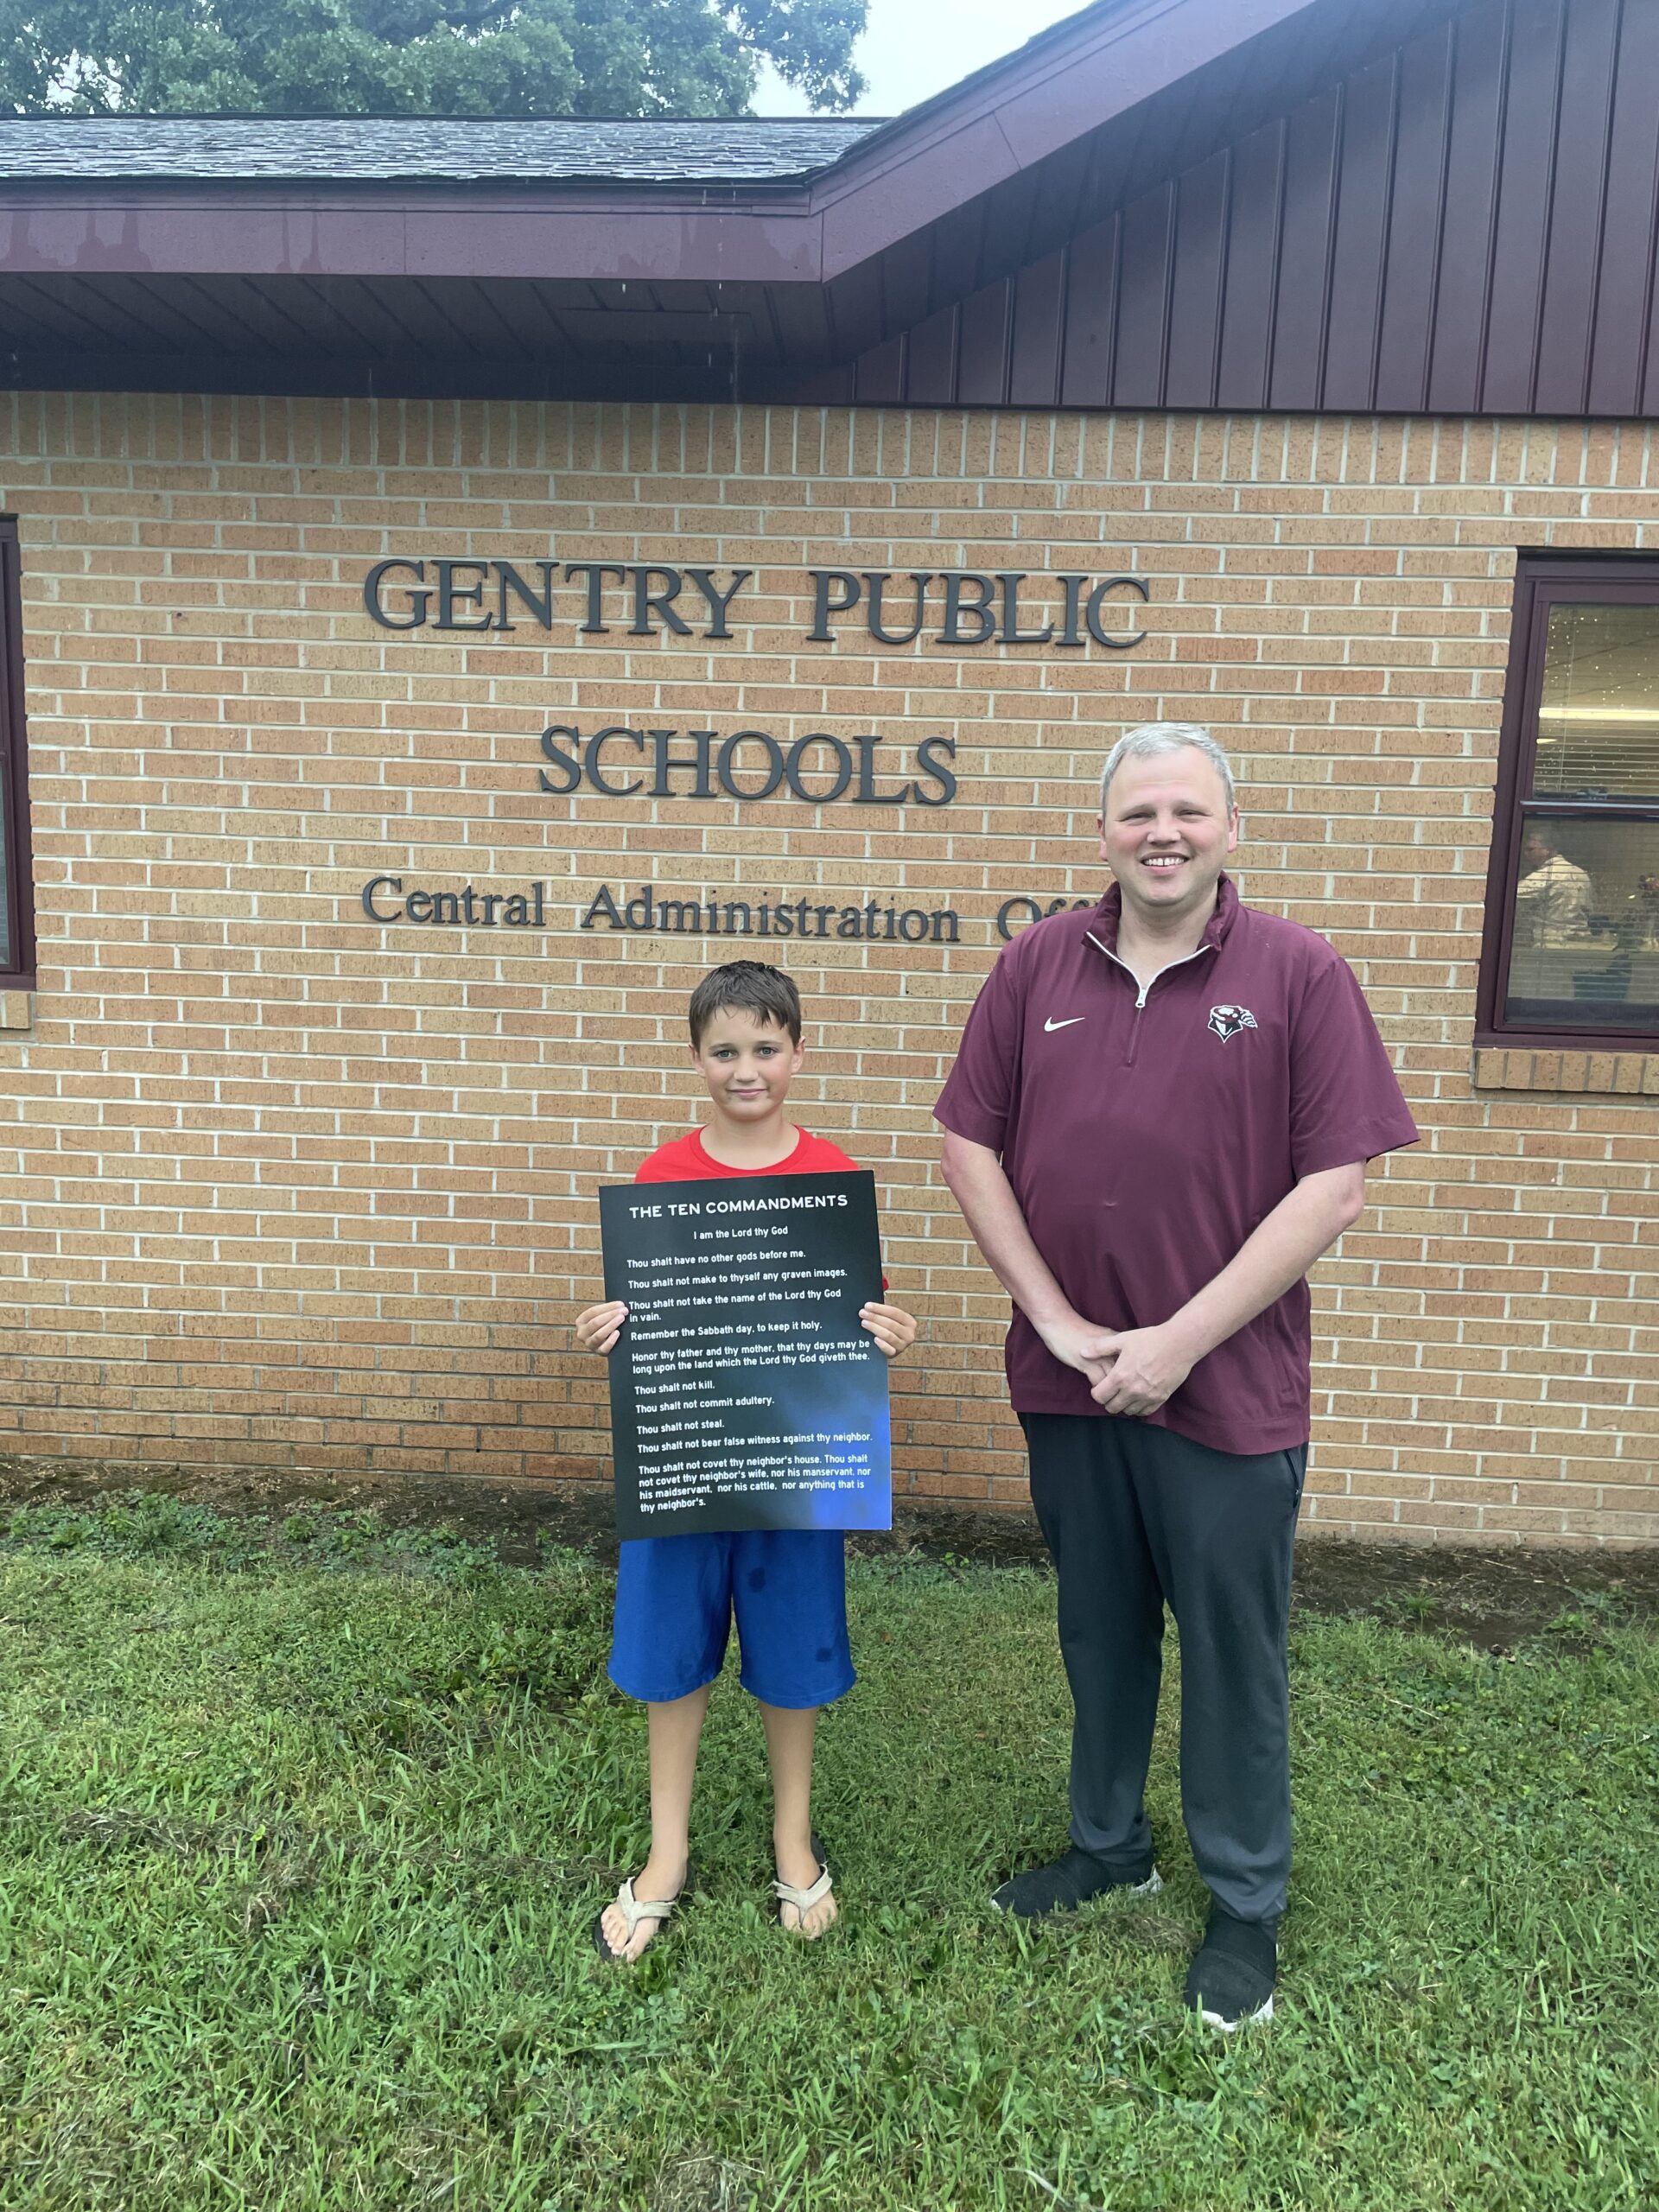 GENTRY PUBLIC
SCHOOLS
Central Administration
THE TEN COMMANDMENTS
I am the Lord thy God
Thou shalt have no other gods before me.
Thou shalt not make to thyself any graven images.
Thou shalt not take the name of the Lord thy God
in vain.
Remember the Sabbath day, to keep it holy.
Honor thy father and thy mother, that thy days may be
long upon the land which the Lord thy God giveth thee.
Thou shalt not kill.
Thou shalt not commit adultery.
Thou shalt not steal.
Thou shalt not bear false witness against thy neighbor.
Thou shalt not covet thy neighbor's house. Thou shalt
not covet thy neighbor's wife, nor his manservant, nor
his maidservant, nor his cattle, nor anything that is
thy neighbor's.